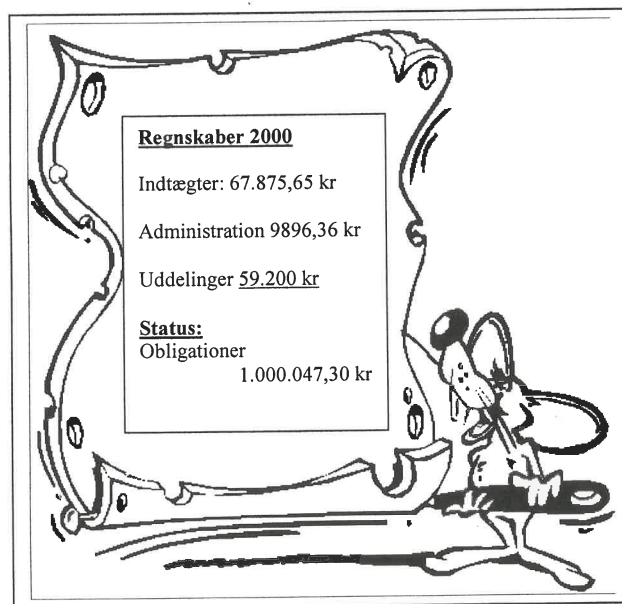 Regnskaber 2000
Indtægter: 67.875,65 kr
Administration 9896,36 kr
Uddelinger 59.200 kr
Status:
Obligationer
1.000.047,30 kr